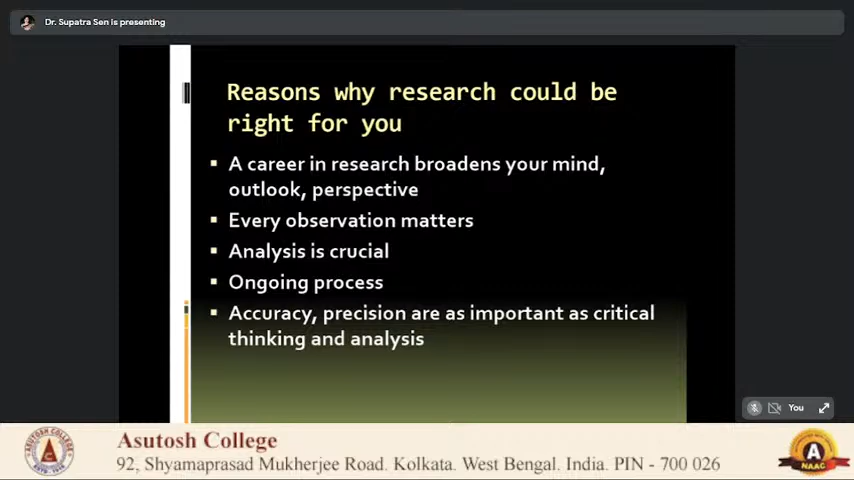 Dr. Supatra Sen is presenting
Reasons why research could be
right for you
▪ A career in research broadens your mind,
outlook, perspective
▪ Every observation matters
▪ Analysis is crucial
▪ Ongoing process
▪ Accuracy, precision are as important as critical
thinking and analysis
You
Asutosh College
92, Shyamaprasad Mukherjee Road. Kolkata. West Bengal. India. PIN - 700 026
ASUTOSH COLLEGE
A
NAAC